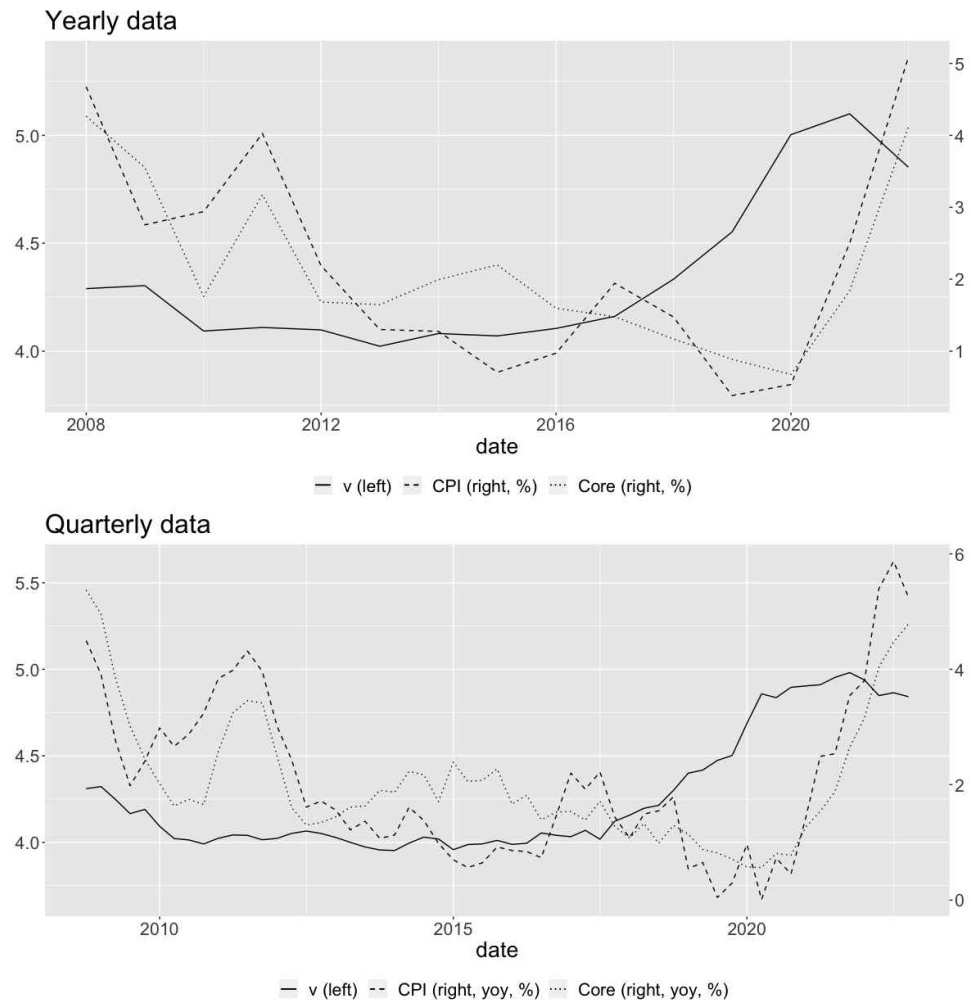 Yearly data
5.0
4.5
4.0
5
4
3
2
1
2008 2012 2016 2020
date
v (left) CPI (right, %) Core (right, %)
Quarterly data
5.5
5.0
4.5
4.0
6
4
2
0
2010 2015 2020
date
v (left) CPI (right, yoy, %) Core (right, yoy, %)